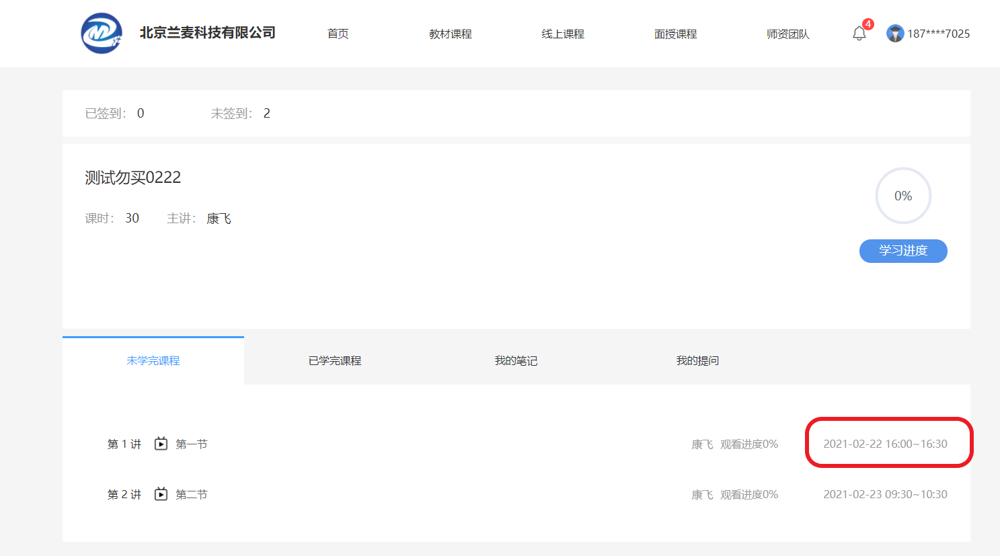 北京兰麦科技有限公司 首页 教材课程 线上课程 面授课程 师资团队 4 187****7025
已签到： 0 未签到： 2
测试勿买0222
0%
课时： 30 主讲： 康飞
学习进度
未学完课程 已学完课程 我的笔记 我的提问
第 1 讲 第一节 康飞 观看进度0% 2021-02-22 16:00~16:30
第 2 讲 第二节 康飞 观看进度0% 2021-02-23 09:30~10:30